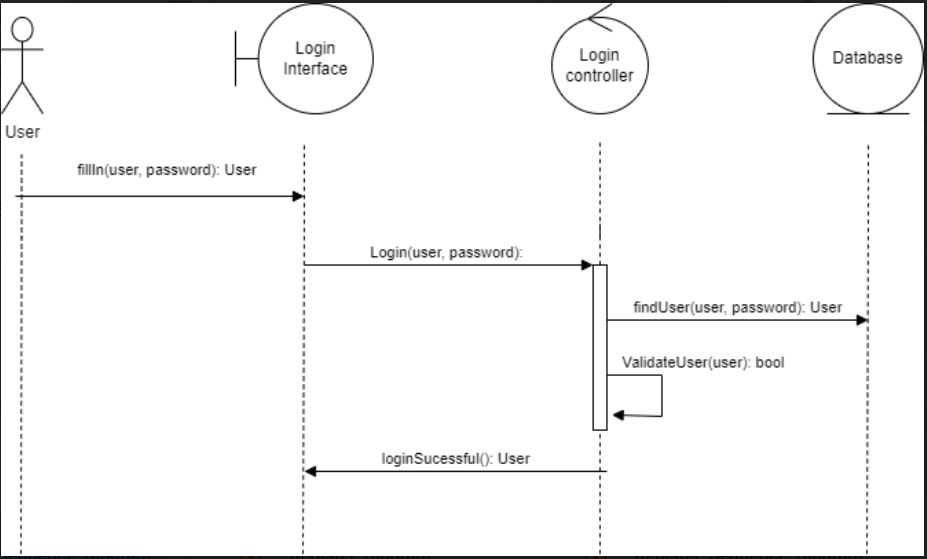 Login
Interface
Login
controller
Database
User
fillIn(user, password): User
Login(user, password):
findUser(user, password): User
ValidateUser(user): bool
loginSucessful(): User